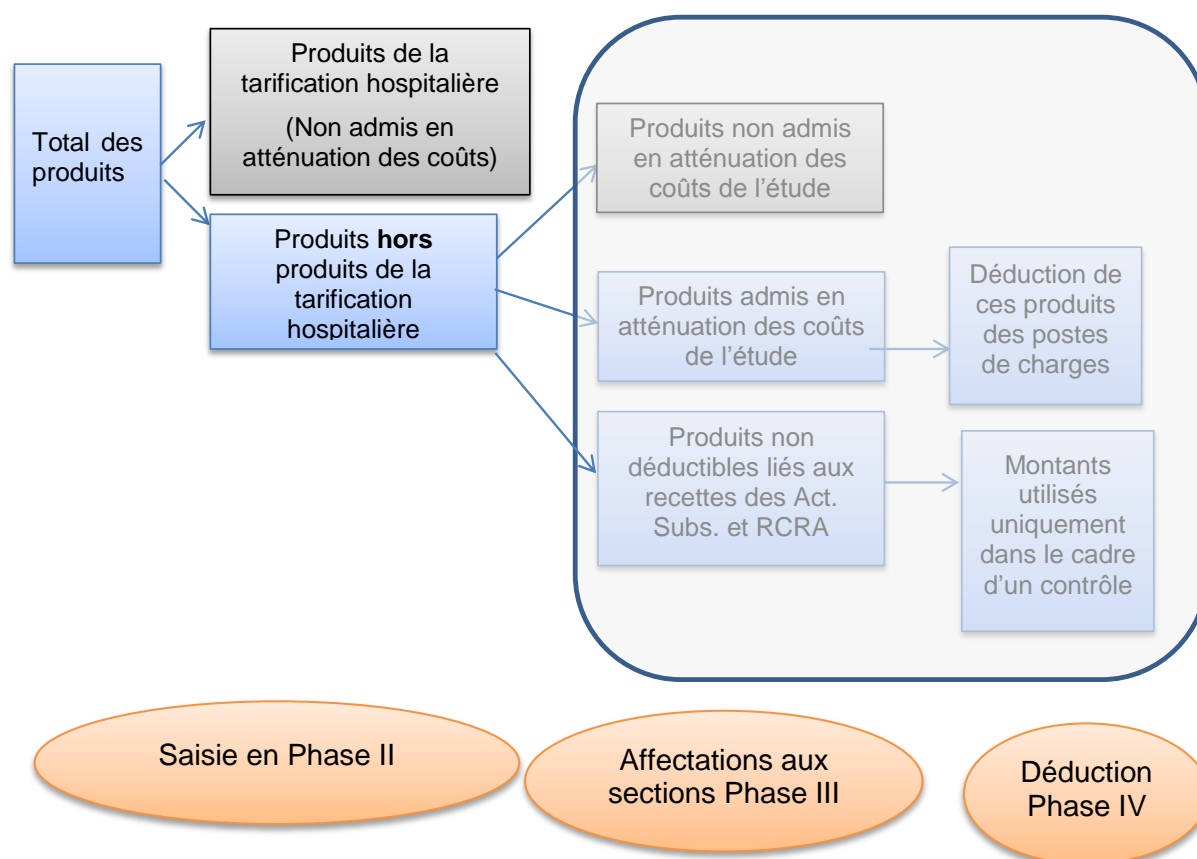 Total des
produits
Produits de la
tarification hospitalière
(Non admis en
atténuation des coûts)
Produits hors
produits de la
tarification
hospitalière
Produits non admis
en atténuation des
coûts de l'étude
Produits admis en
atténuation des coûts
de l'étude
Déduction de
ces produits
des postes
de charges
Produits non
déductibles liés aux
recettes des Act.
Subs. et RCRA
Montants
utilisés
uniquement
dans le cadre
d'un contrôle
Saisie en Phase II
Affectations aux
sections Phase III
Déduction
Phase IV